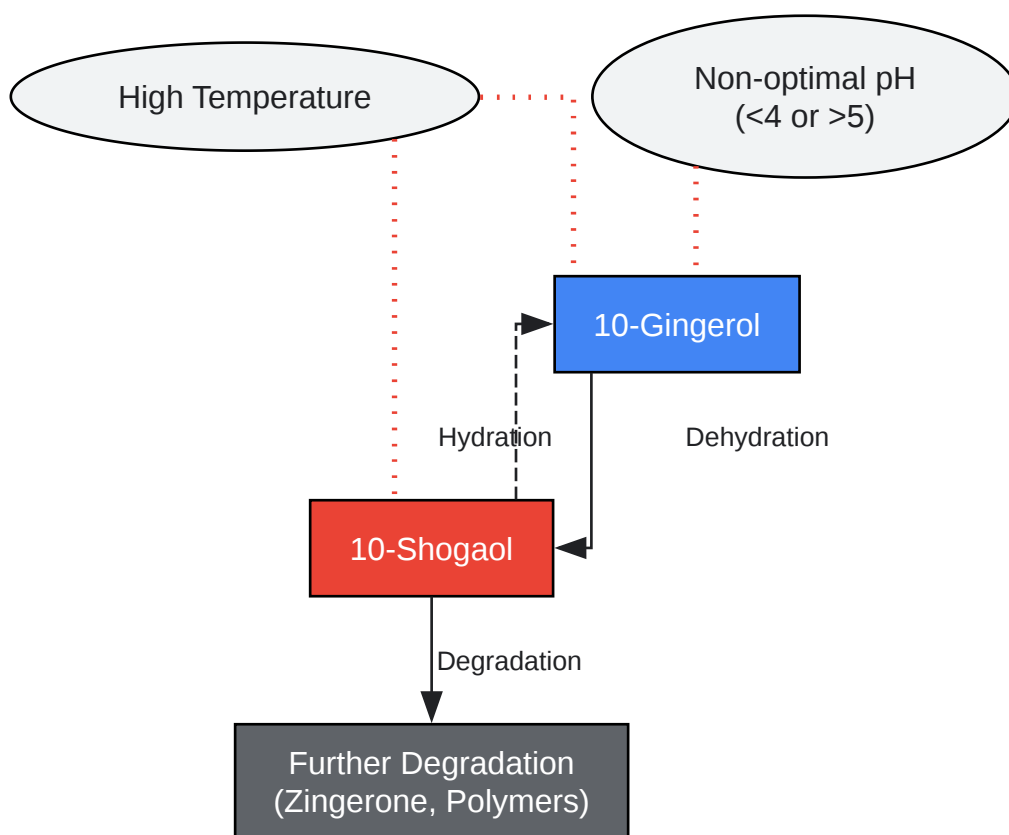 High Temperature
Non-optimal pH
(<4 or >5)
10-Gingerol
Hydration
Dehydration
10-Shogaol
Degradation
Further Degradation
(Zingerone, Polymers)